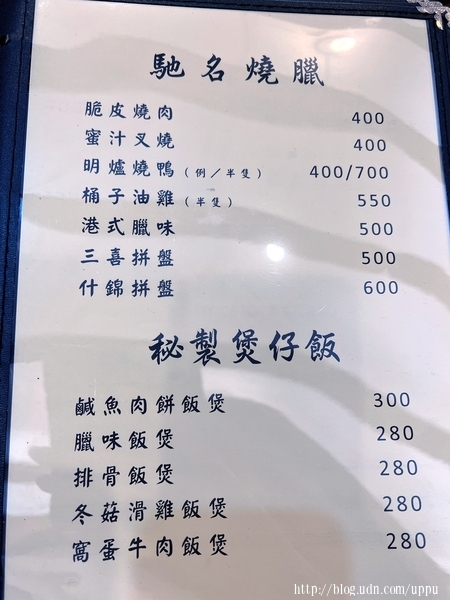 馳名燒臘
脆皮燒肉 400
蜜汁叉燒 400
明爐燒鴨(例/半隻) 400/700
桶子油雞(半隻) 550
港式臘味 500
三喜拼盤 500
什錦拼盤 600
秘製煲仔飯
鹹魚肉餅飯煲 300
臘味飯煲 280
排骨飯煲 280
冬菇滑雞飯煲 280
窩蛋牛肉飯煲 280
http://blog.udn.com/uppu